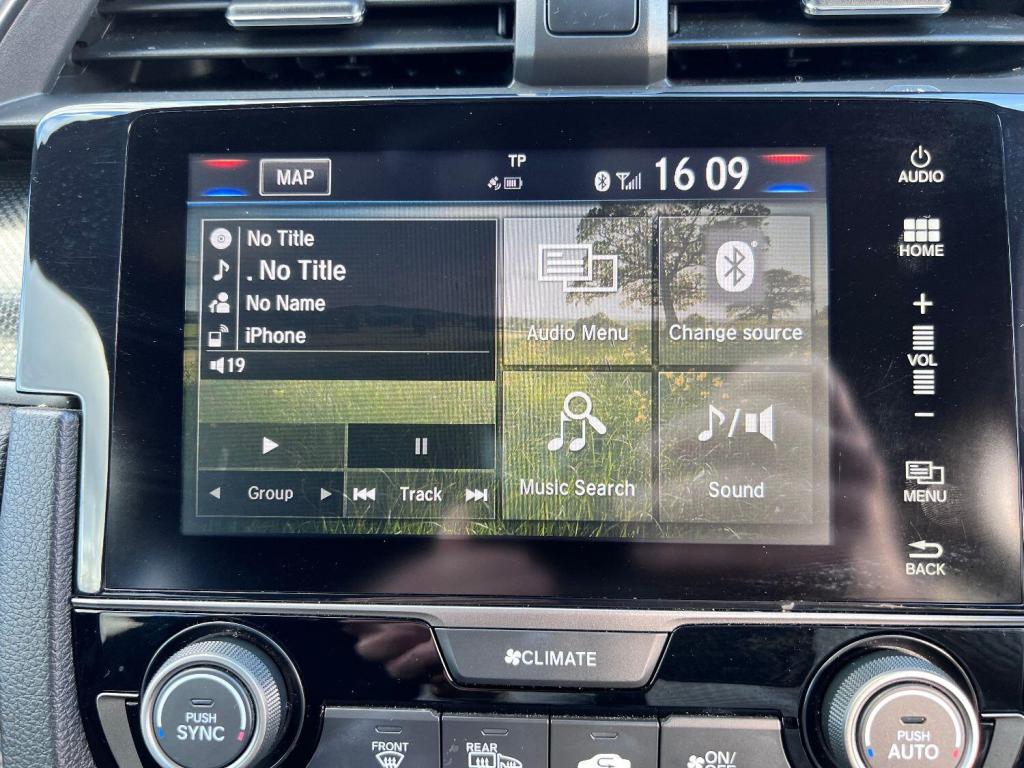 MAP
TP
16 09
No Title
. No Title
No Name
iPhone
19
Group
Track
Audio Menu
Change source
Music Search
Sound
AUDIO
HOME
+
VOL
−
MENU
BACK
CLIMATE
PUSH
SYNC
FRONT
REAR
ON/
OFF
PUSH
AUTO